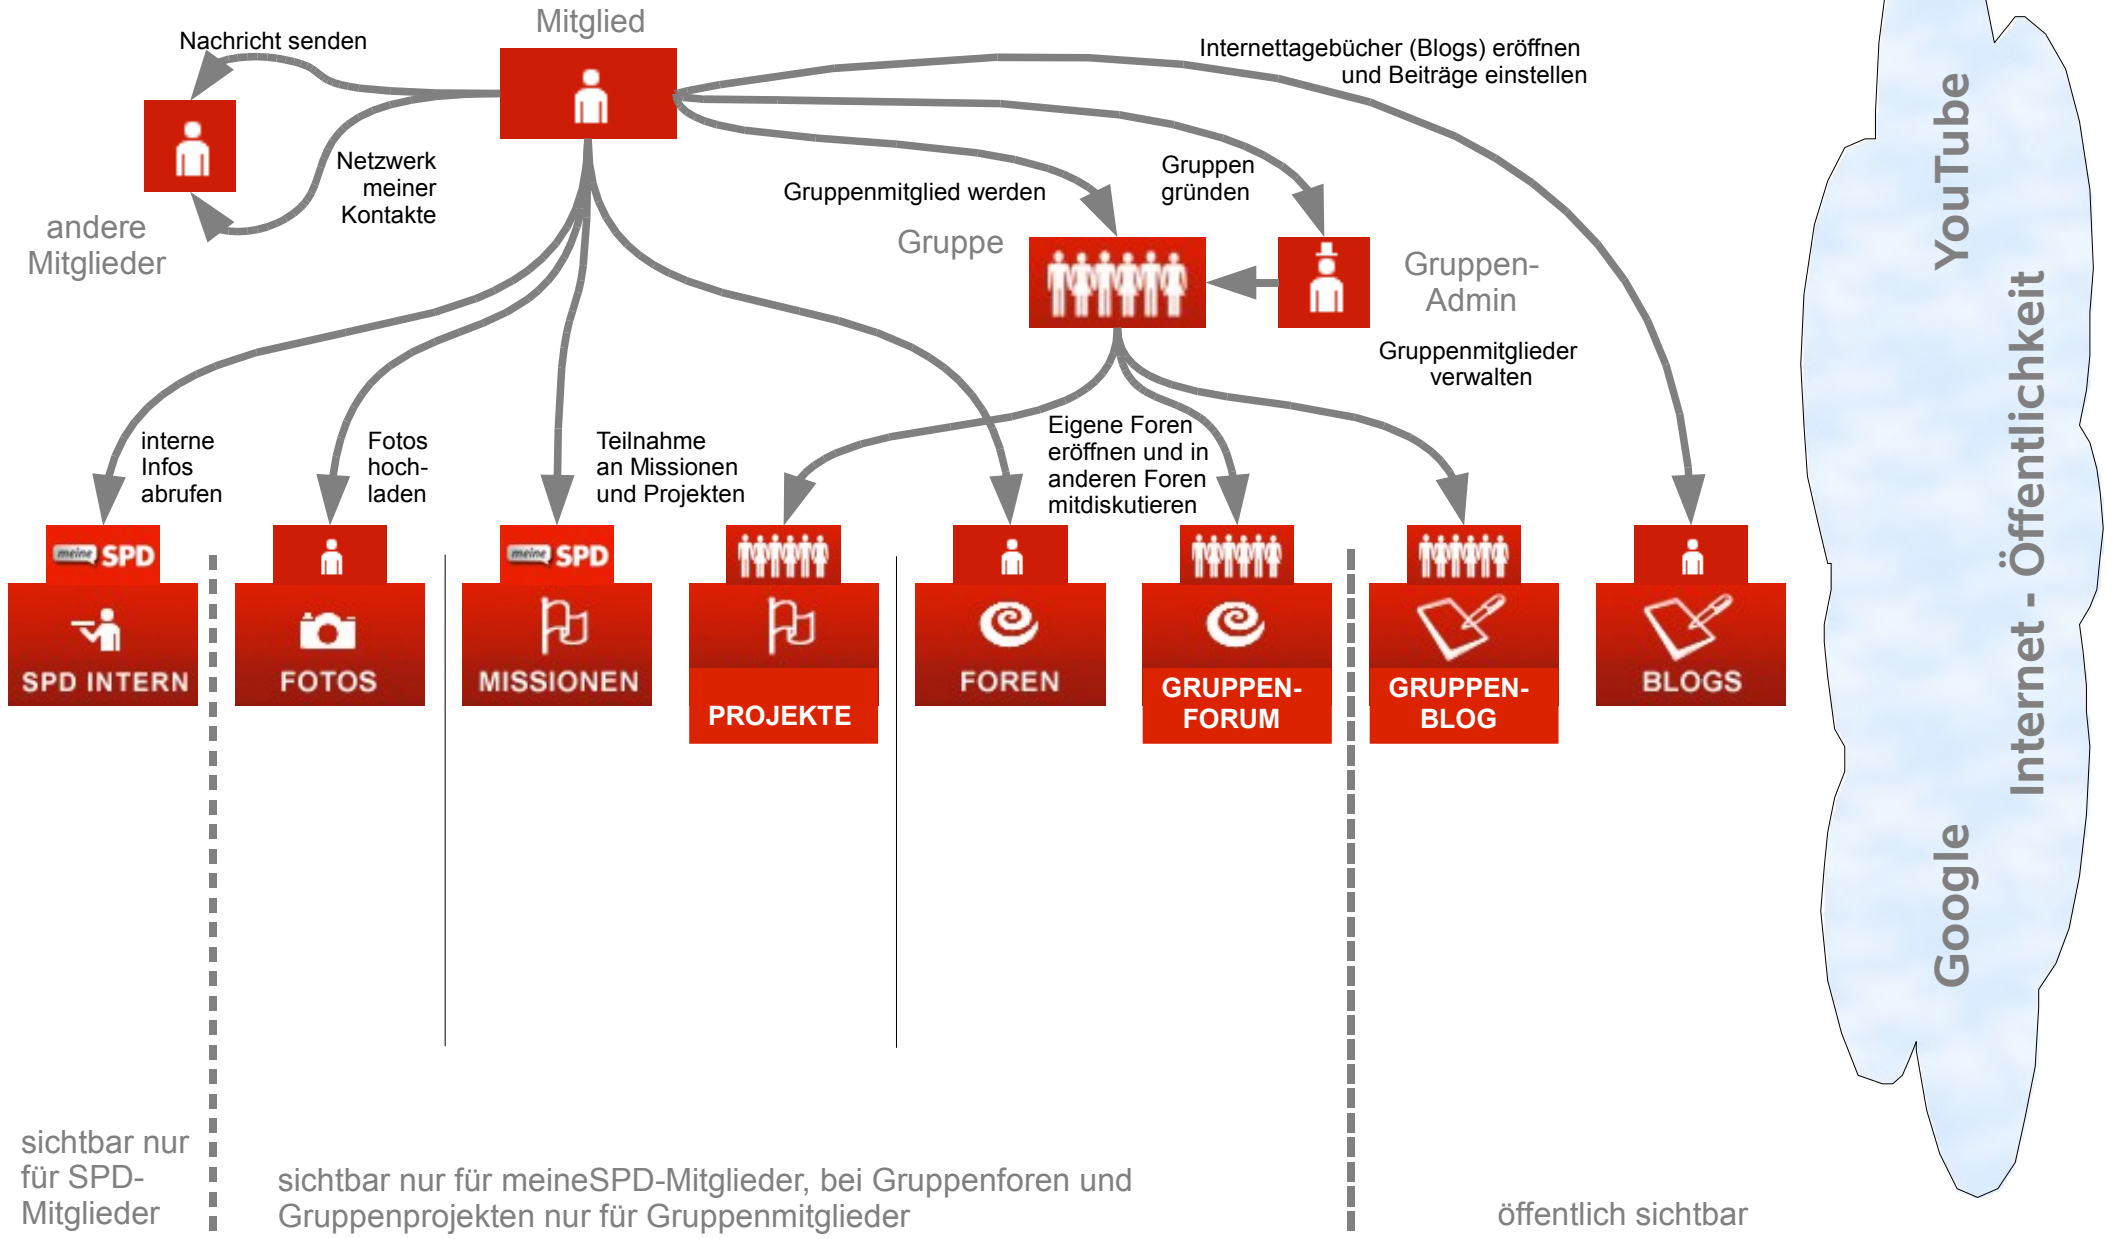 Mitglied
Nachricht senden
Internettagebücher (Blogs) eröffnen
und Beiträge einstellen
Netzwerk
meiner
Kontakte
andere
Mitglieder
Gruppenmitglied werden
Gruppen
gründen
Gruppe
Gruppen-
Admin
Gruppenmitglieder
verwalten
interne
Infos
abrufen
Fotos
hoch-
laden
Teilnahme
an Missionen
und Projekten
Eigene Foren
eröffnen und in
anderen Foren
mitdiskutieren
meine SPD
SPD INTERN
FOTOS
meine SPD
MISSIONEN
PROJEKTE
FOREN
GRUPPEN-
FORUM
GRUPPEN-
BLOG
BLOGS
YouTube
Internet - Öffentlichkeit
Google
sichtbar nur
für SPD-
Mitglieder
sichtbar nur für meineSPD-Mitglieder, bei Gruppenforen und
Gruppenprojekten nur für Gruppenmitglieder
öffentlich sichtbar